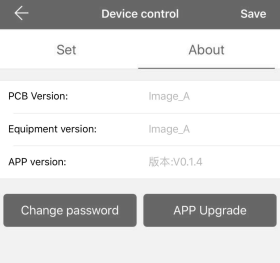 Device control Save
Set About
PCB Version: Image_A
Equipment version: Image_A
APP version: 版本:V0.1.4
Change password APP Upgrade